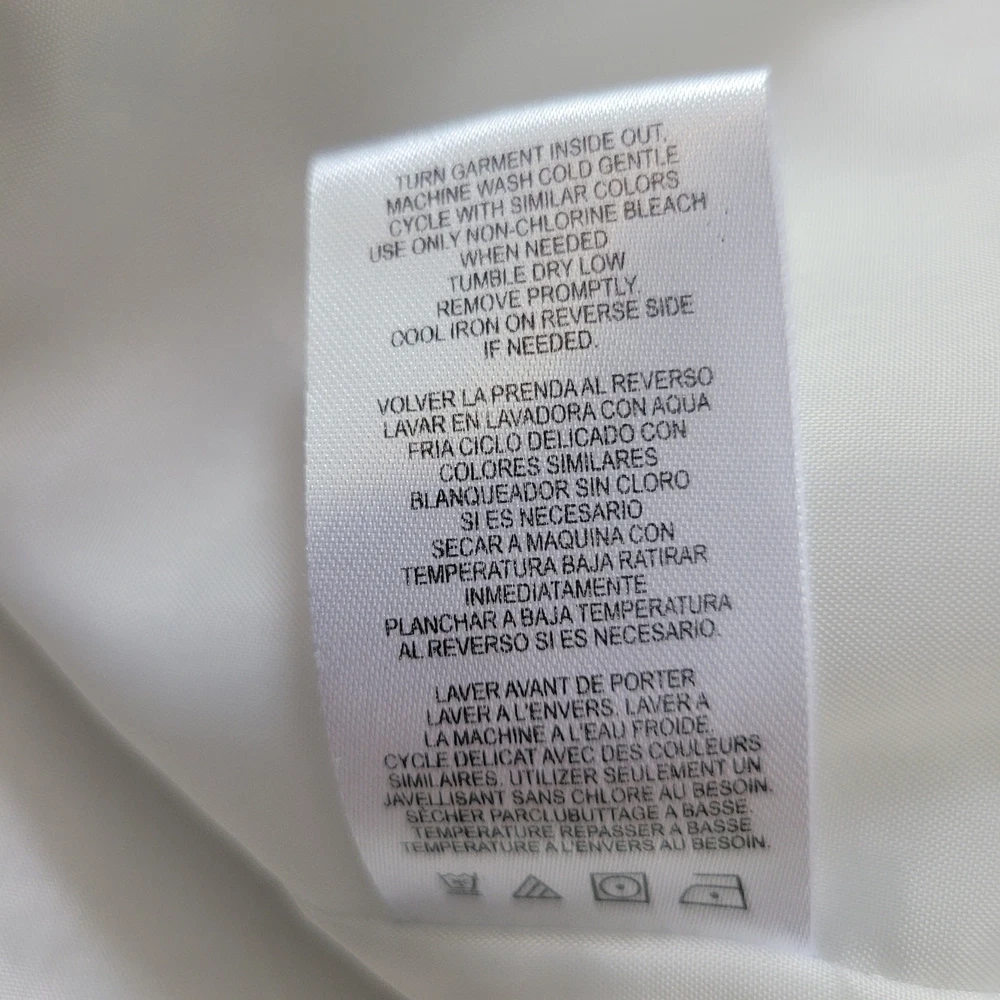 TURN GARMENT INSIDE OUT.
MACHINE WASH COLD GENTLE
CYCLE WITH SIMILAR COLORS
USE ONLY NON-CHLORINE BLEACH
WHEN NEEDED
TUMBLE DRY LOW
REMOVE PROMPTLY
COOL IRON ON REVERSE SIDE
IF NEEDED.
VOLVER LA PRENDA AL REVERSO
LAVAR EN LAVADORA CON AQUA
FRIA CICLO DELICADO CON
COLORES SIMILARES
BLANQUEADOR SIN CLORO
SI ES NECESARIO
SECAR A MAQUINA CON
TEMPERATURA BAJA RATIRAR
INMEDIATAMENTE
PLANCHAR A BAJA TEMPERATURA
AL REVERSO SI ES NECESARIO.
LAVER AVANT DE PORTER
LAVER A L'ENVERS. LAVER A
LA MACHINE A L'EAU FROIDE.
CYCLE DELICAT AVEC DES COULEURS
SIMILAIRES. UTILIZER SEULEMENT UN
JAVELLISANT SANS CHLORE AU BESOIN.
SÈCHER PARCLUBUTTAGE A BASSE.
TEMPERATURE REPASSER A BASSE
TEMPERATURE A L'ENVERS AU BESOIN.